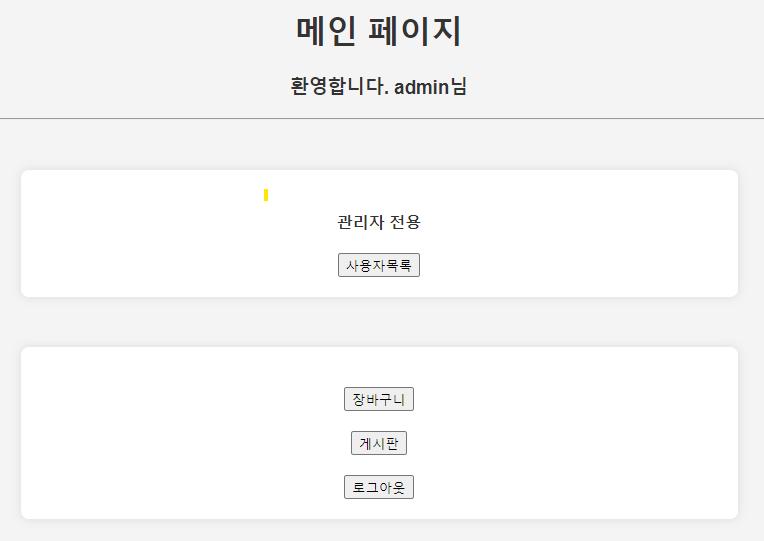 메인 페이지
환영합니다. admin님
관리자 전용
사용자목록
장바구니
게시판
로그아웃